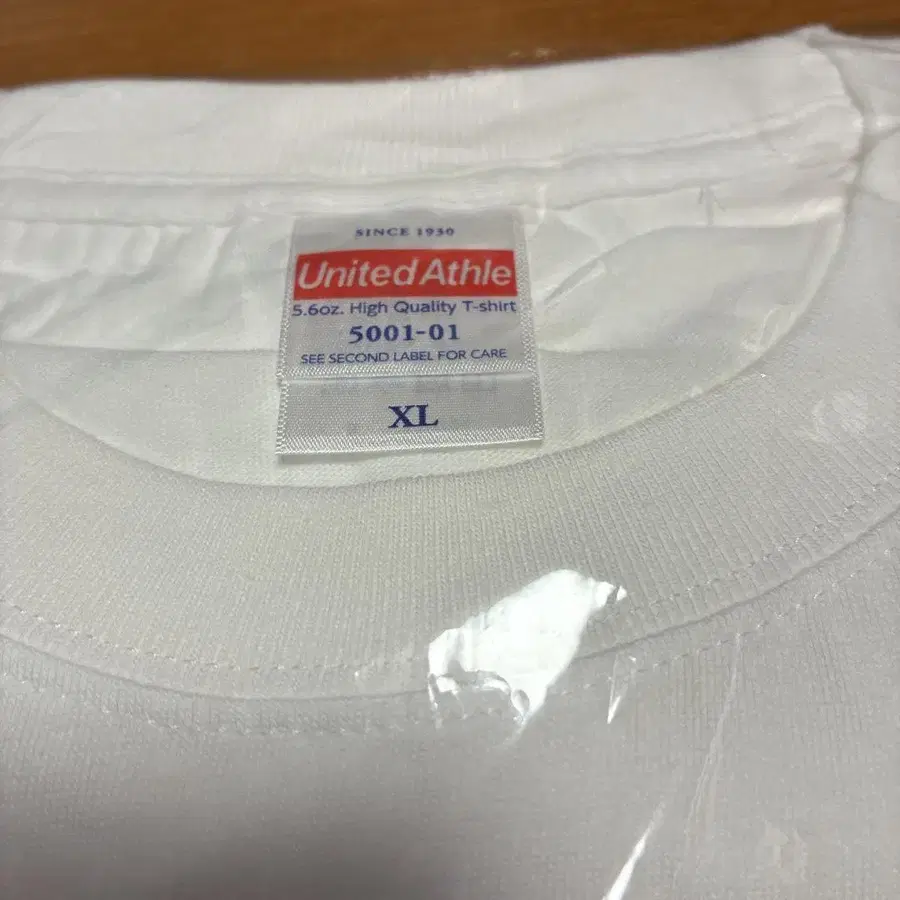 SINCE 1930
United Athle
5.6oz. High Quality T-shirt
5001-01
SEE SECOND LABEL FOR CARE
XL